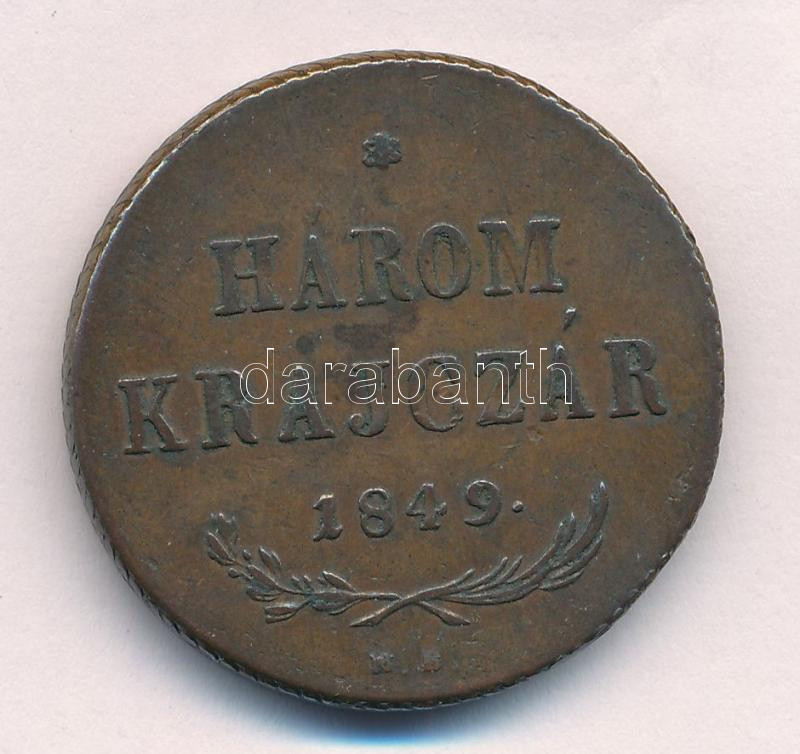 HÁROM
KRAJCZÁR
darabanth
1849.
N B